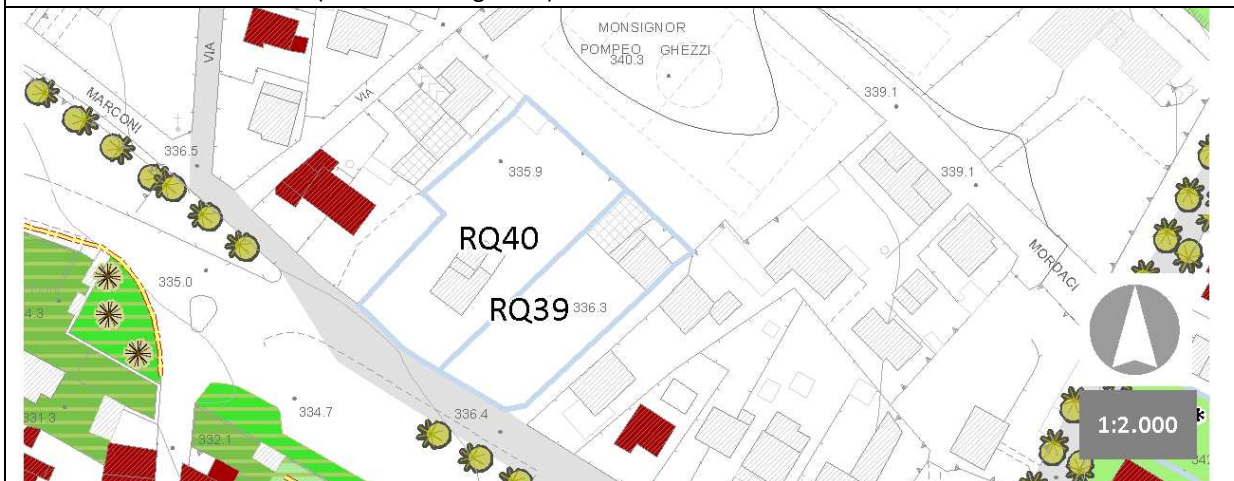 MONSIGNOR
POMPEO GHEZZI
340.3
VIA
VIA
MARCONI
339.1
336.5
335.9
339.1
RQ40
MORDACI
335.0
RQ39
336.3
334.7
336.4
331.3
332.1
1:2.000